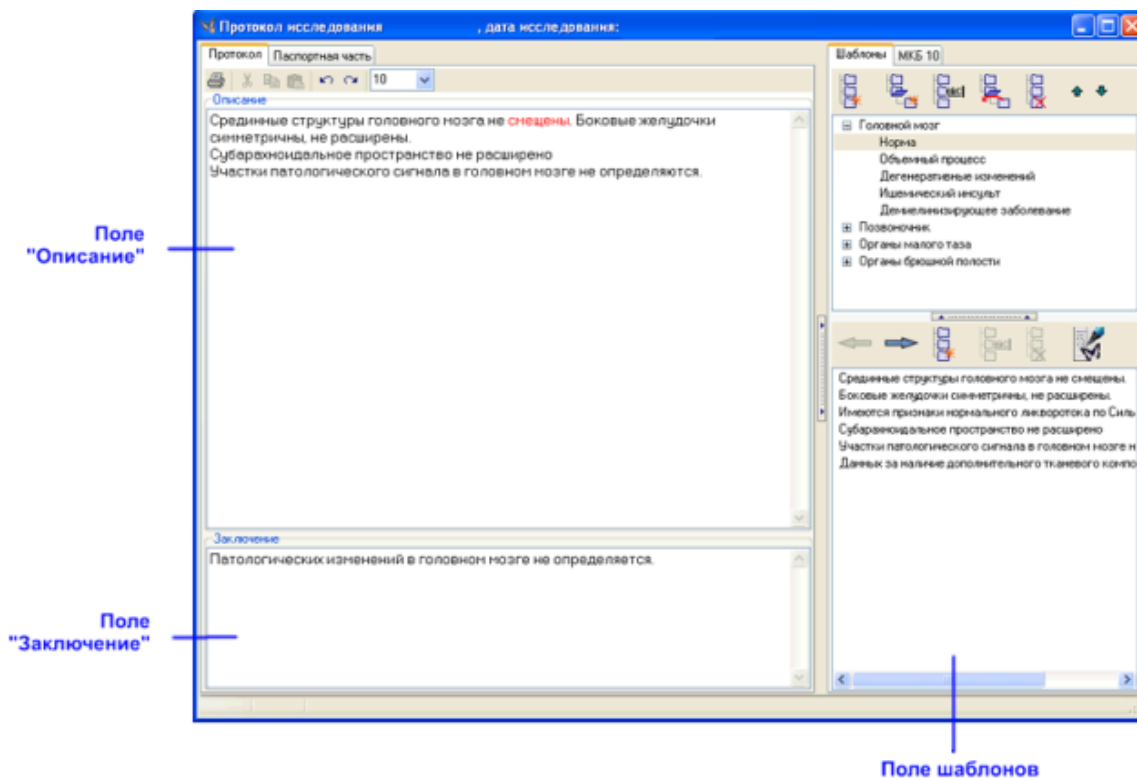 Протокол исследования , дата исследования:
Протокол Паспортная часть
10
Описание
Срединные структуры головного мозга не смещены. Боковые желудочки
симметричны, не расширены.
Субарахноидальное пространство не расширено
Участки патологического сигнала в головном мозге не определяются.
Заключение
Патологических изменений в головном мозге не определяется.
Шаблоны МКБ 10
Головной мозг
Норма
Объемный процесс
Дегенеративные изменений
Ишемический инсульт
Демиелинизирующее заболевание
Позвоночник
Органы малого таза
Органы брюшной полости
Срединные структуры головного мозга не смещены.
Боковые желудочки симметричны, не расширены.
Имеются признаки нормального ликворотока по Силь
Субарахноидальное пространство не расширено
Участки патологического сигнала в головном мозге н
Данных за наличие дополнительного тканевого компо
Поле
"Описание"
Поле
"Заключение"
Поле шаблонов